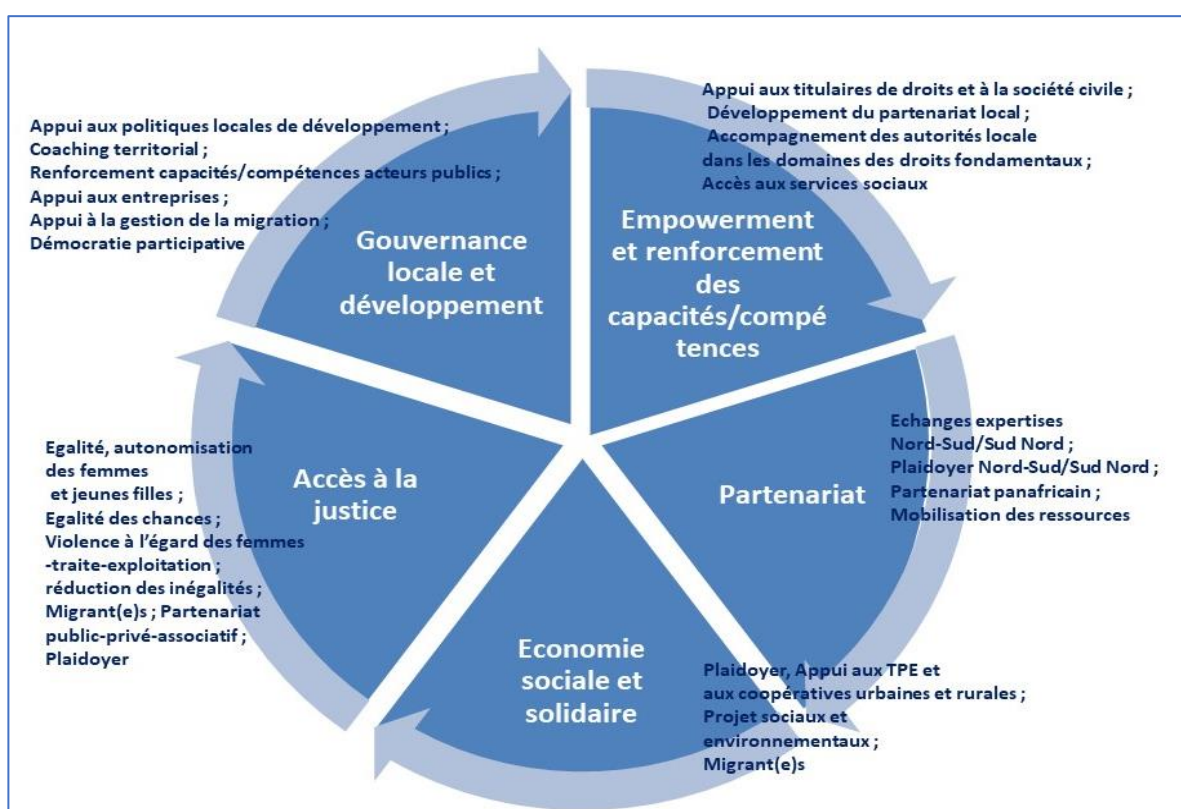 Appui aux titulaires de droits et à la société civile ;
Développement du partenariat local ;
Accompagnement des autorités locale
dans les domaines des droits fondamentaux ;
Accès aux services sociaux
Empowerment
et renforcement
des
capacités/compé
tences
Echanges expertises
Nord-Sud/Sud Nord ;
Plaidoyer Nord-Sud/Sud Nord ;
Partenariat panafricain ;
Mobilisation des ressources
Partenariat
Plaidoyer, Appui aux TPE et
aux coopératives urbaines et rurales ;
Projet sociaux et
environnementaux ;
Migrant(e)s
Economie
sociale et
solidaire
Egalité, autonomisation
des femmes
et jeunes filles ;
Egalité des chances ;
Violence à l'égard des femmes
-traite-exploitation ;
réduction des inégalités ;
Migrant(e)s ; Partenariat
public-privé-associatif ;
Plaidoyer
Accès à la
justice
Appui aux politiques locales de développement ;
Coaching territorial ;
Renforcement capacités/compétences acteurs publics ;
Appui aux entreprises ;
Appui à la gestion de la migration ;
Démocratie participative
Gouvernance
locale et
développement